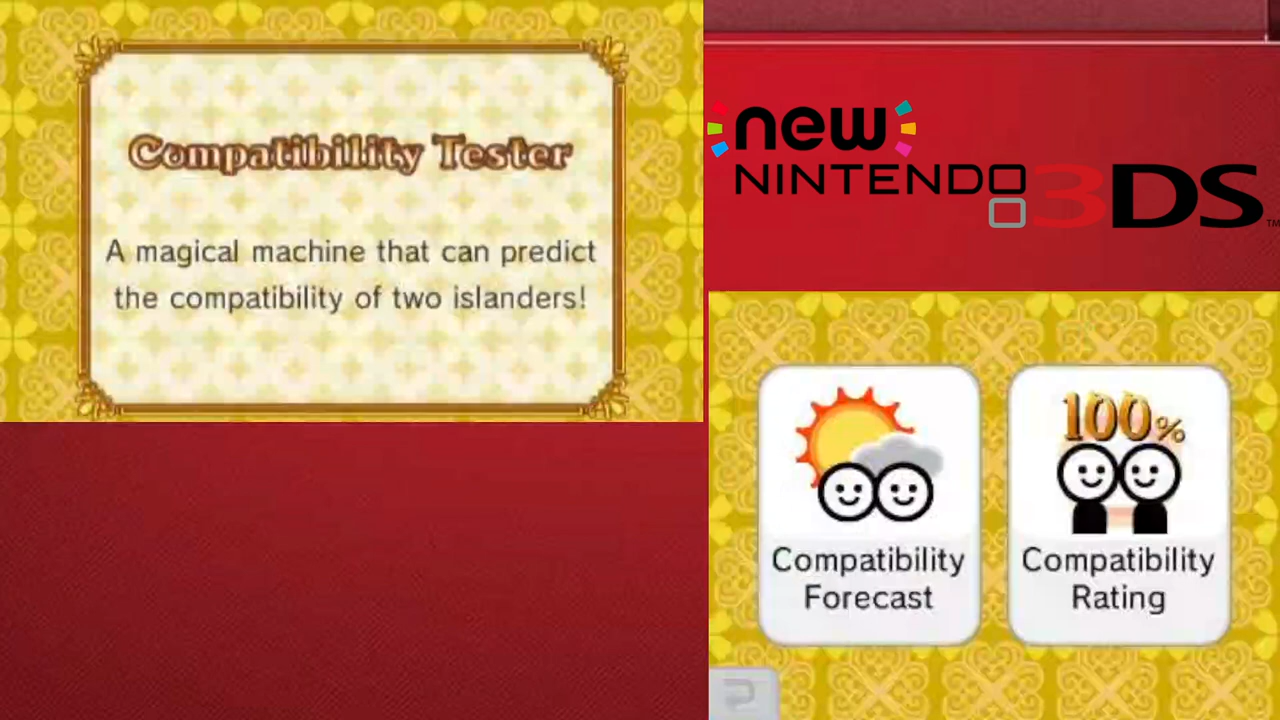 Compatibility Tester
A magical machine that can predict
the compatibility of two islanders!
new
NINTENDO 3DS
TM
100%
Compatibility
Forecast
Compatibility
Rating